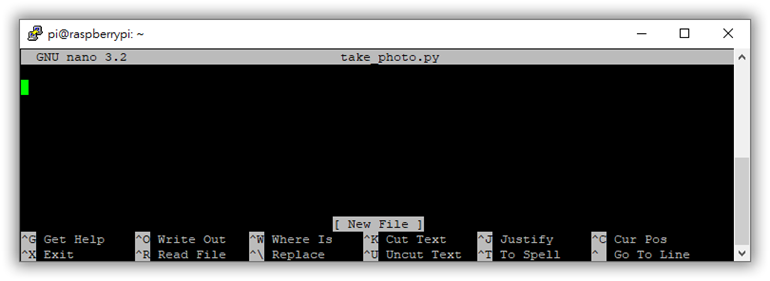 pi@raspberrypi: ~
GNU nano 3.2 take_photo.py
[ New File ]
^G Get Help ^O Write Out ^W Where Is ^K Cut Text ^J Justify ^C Cur Pos
^X Exit ^R Read File ^\ Replace ^U Uncut Text ^T To Spell ^_ Go To Line